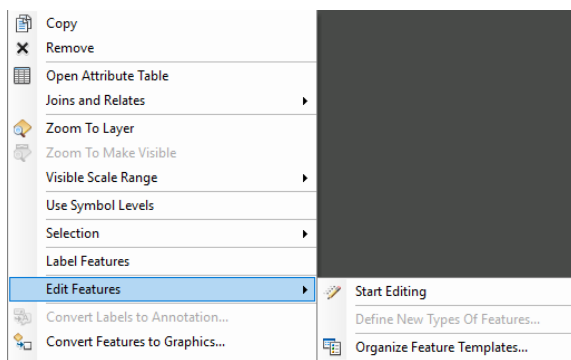 Copy
Remove
Open Attribute Table
Joins and Relates
Zoom To Layer
Zoom To Make Visible
Visible Scale Range
Use Symbol Levels
Selection
Label Features
Edit Features
Start Editing
Convert Labels to Annotation...
Define New Types Of Features...
Convert Features to Graphics...
Organize Feature Templates...